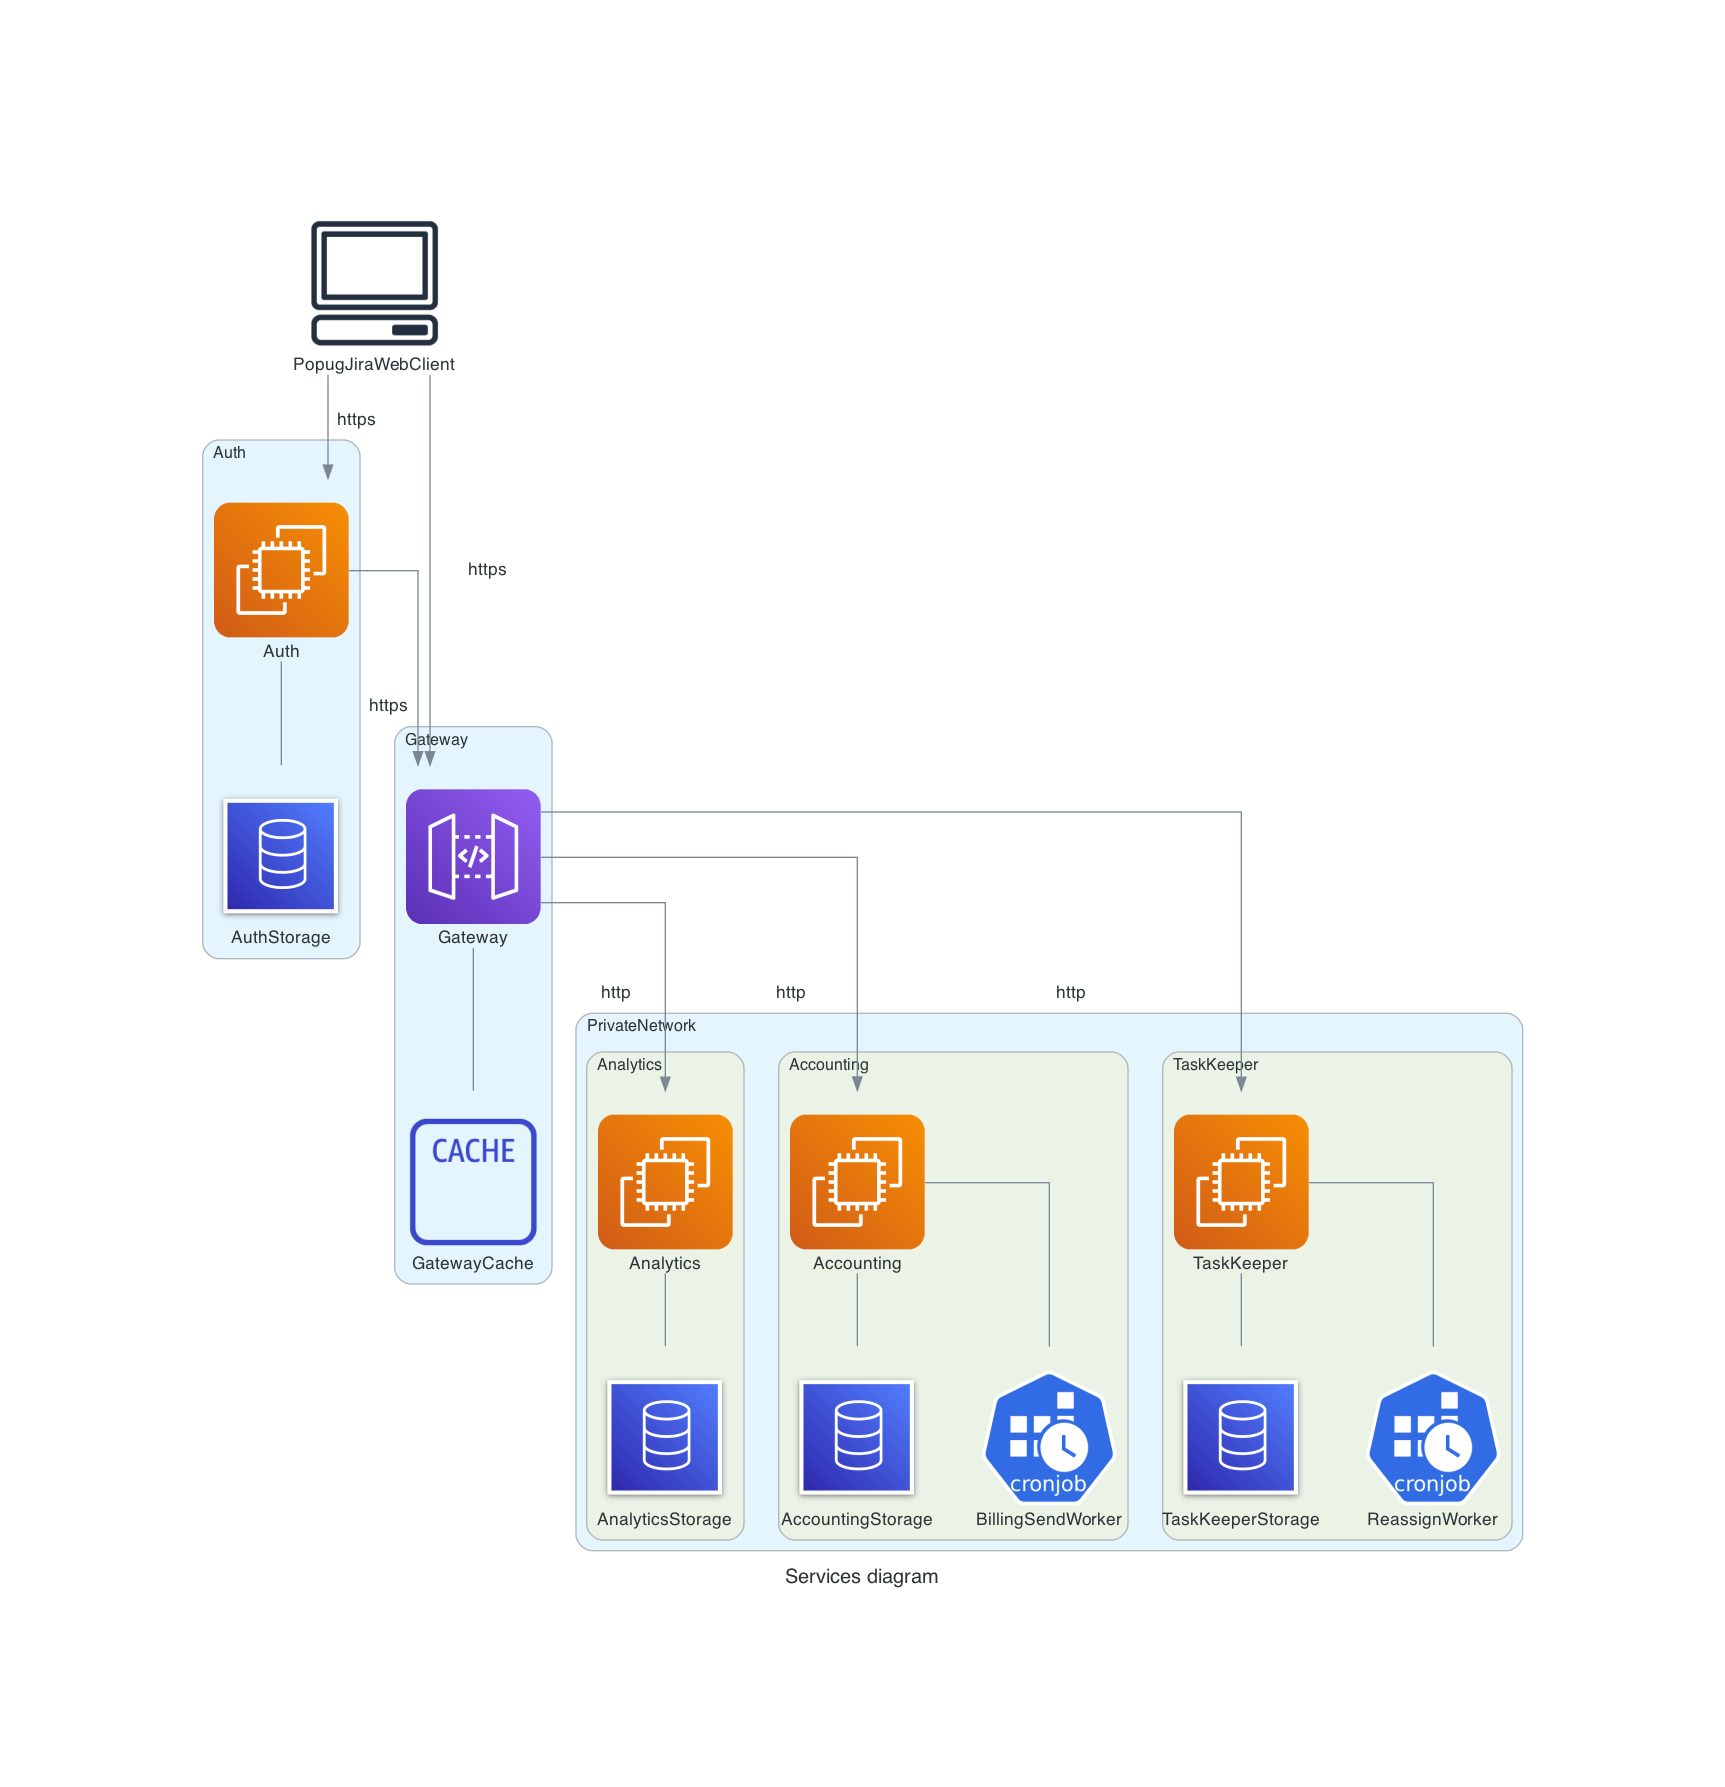 PopugJiraWebClient
https
Auth
https
Auth
https
Gateway
AuthStorage
Gateway
http
http
http
PrivateNetwork
Analytics
Accounting
TaskKeeper
CACHE
GatewayCache
Analytics
Accounting
TaskKeeper
cronjob
cronjob
AnalyticsStorage
AccountingStorage
BillingSendWorker
TaskKeeperStorage
ReassignWorker
Services diagram